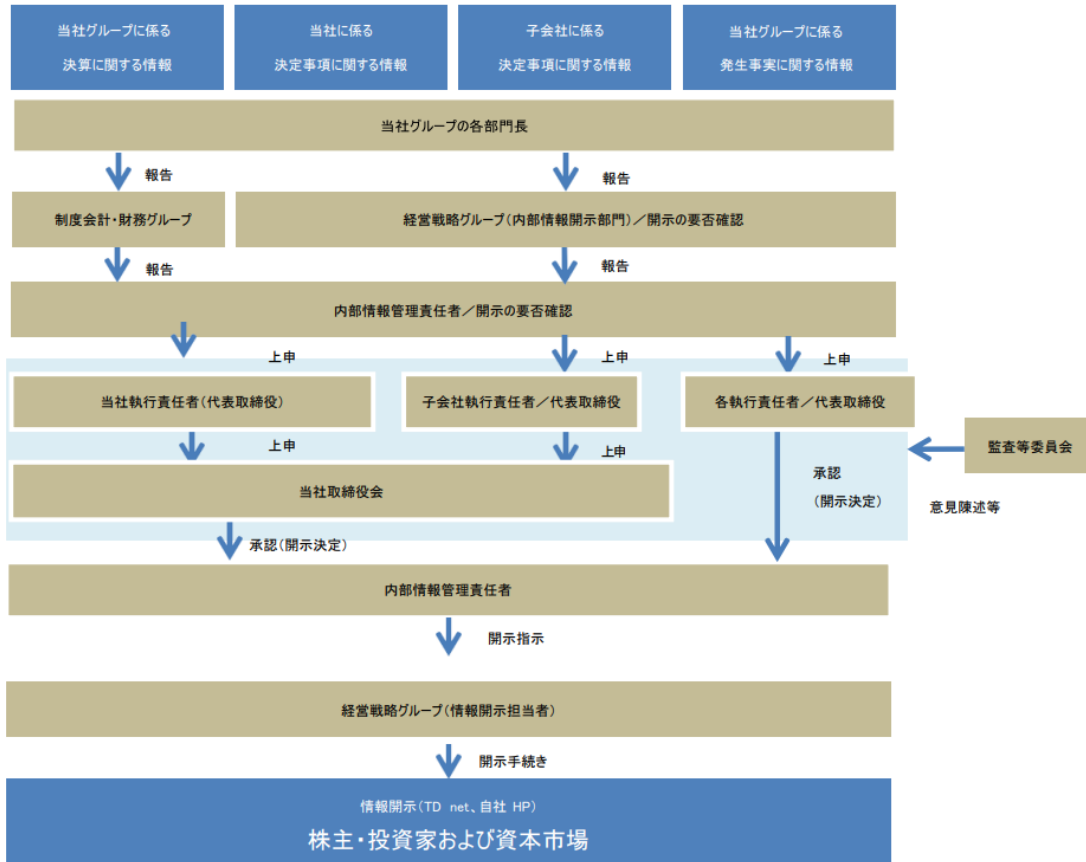 当社グループに係る
決算に関する情報
当社に係る
決定事項に関する情報
子会社に係る
決定事項に関する情報
当社グループに係る
発生事実に関する情報
当社グループの各部門長
報告
報告
制度会計・財務グループ
経営戦略グループ（内部情報開示部門）／開示の要否確認
報告
報告
内部情報管理責任者／開示の要否確認
上申
上申
上申
当社執行責任者（代表取締役）
子会社執行責任者／代表取締役
各執行責任者／代表取締役
監査等委員会
上申
上申
当社取締役会
承認
（開示決定）
意見陳述等
承認（開示決定）
内部情報管理責任者
開示指示
経営戦略グループ（情報開示担当者）
開示手続き
情報開示（TD net、自社 HP）
株主・投資家および資本市場